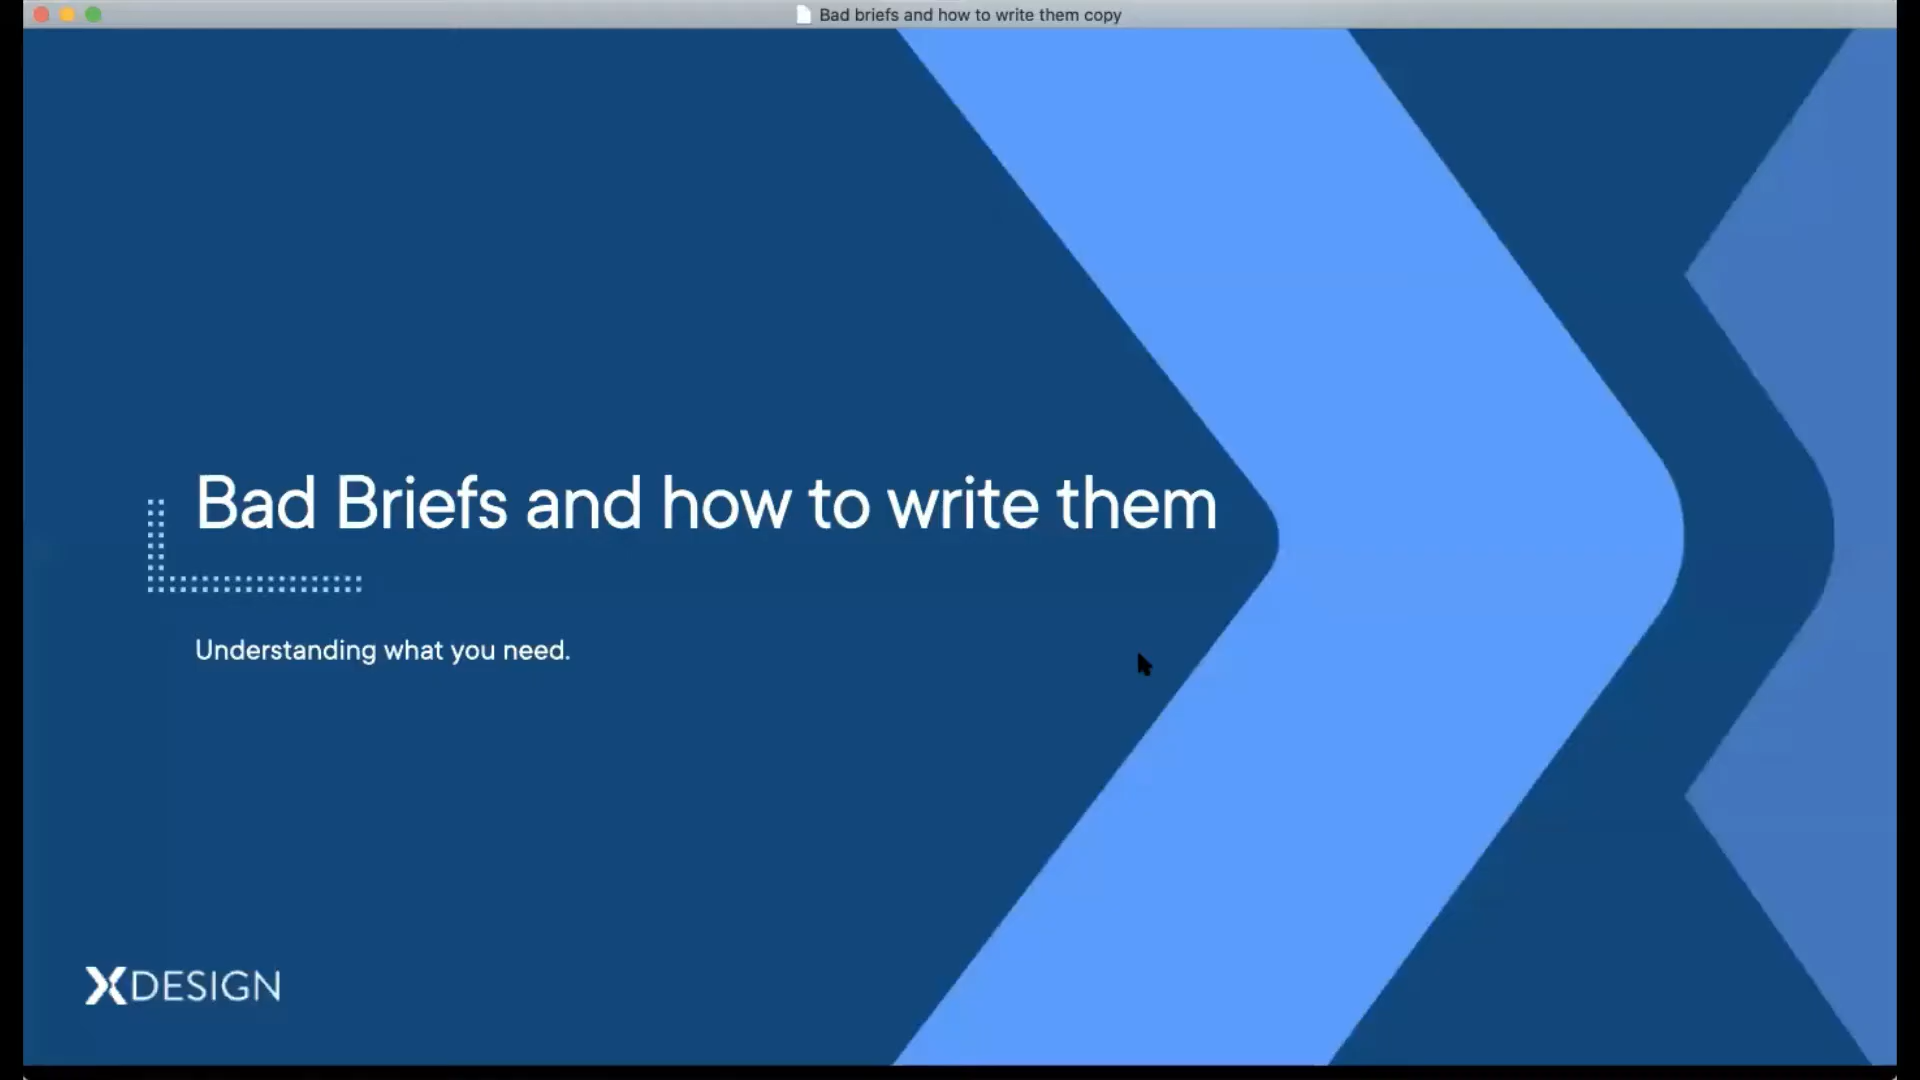 Bad briefs and how to write them copy
Bad Briefs and how to write them
Understanding what you need.
XDESIGN